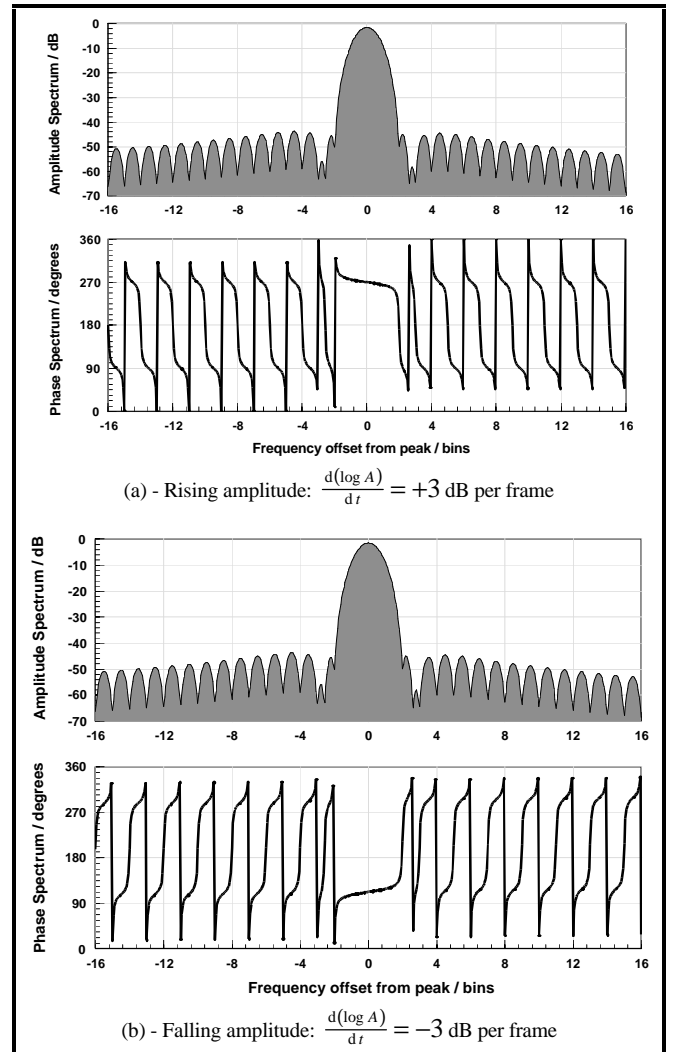 Amplitude Spectrum / dB
0
-10
-20
-30
-40
-50
-60
-70
-16 -12 -8 -4 0 4 8 12 16
Phase Spectrum / degrees
360
270
180
90
0
-16 -12 -8 -4 0 4 8 12 16
Frequency offset from peak / bins
(a) - Rising amplitude: d(log A)/dt = +3 dB per frame
Amplitude Spectrum / dB
0
-10
-20
-30
-40
-50
-60
-70
-16 -12 -8 -4 0 4 8 12 16
Phase Spectrum / degrees
360
270
180
90
0
-16 -12 -8 -4 0 4 8 12 16
Frequency offset from peak / bins
(b) - Falling amplitude: d(log A)/dt = −3 dB per frame